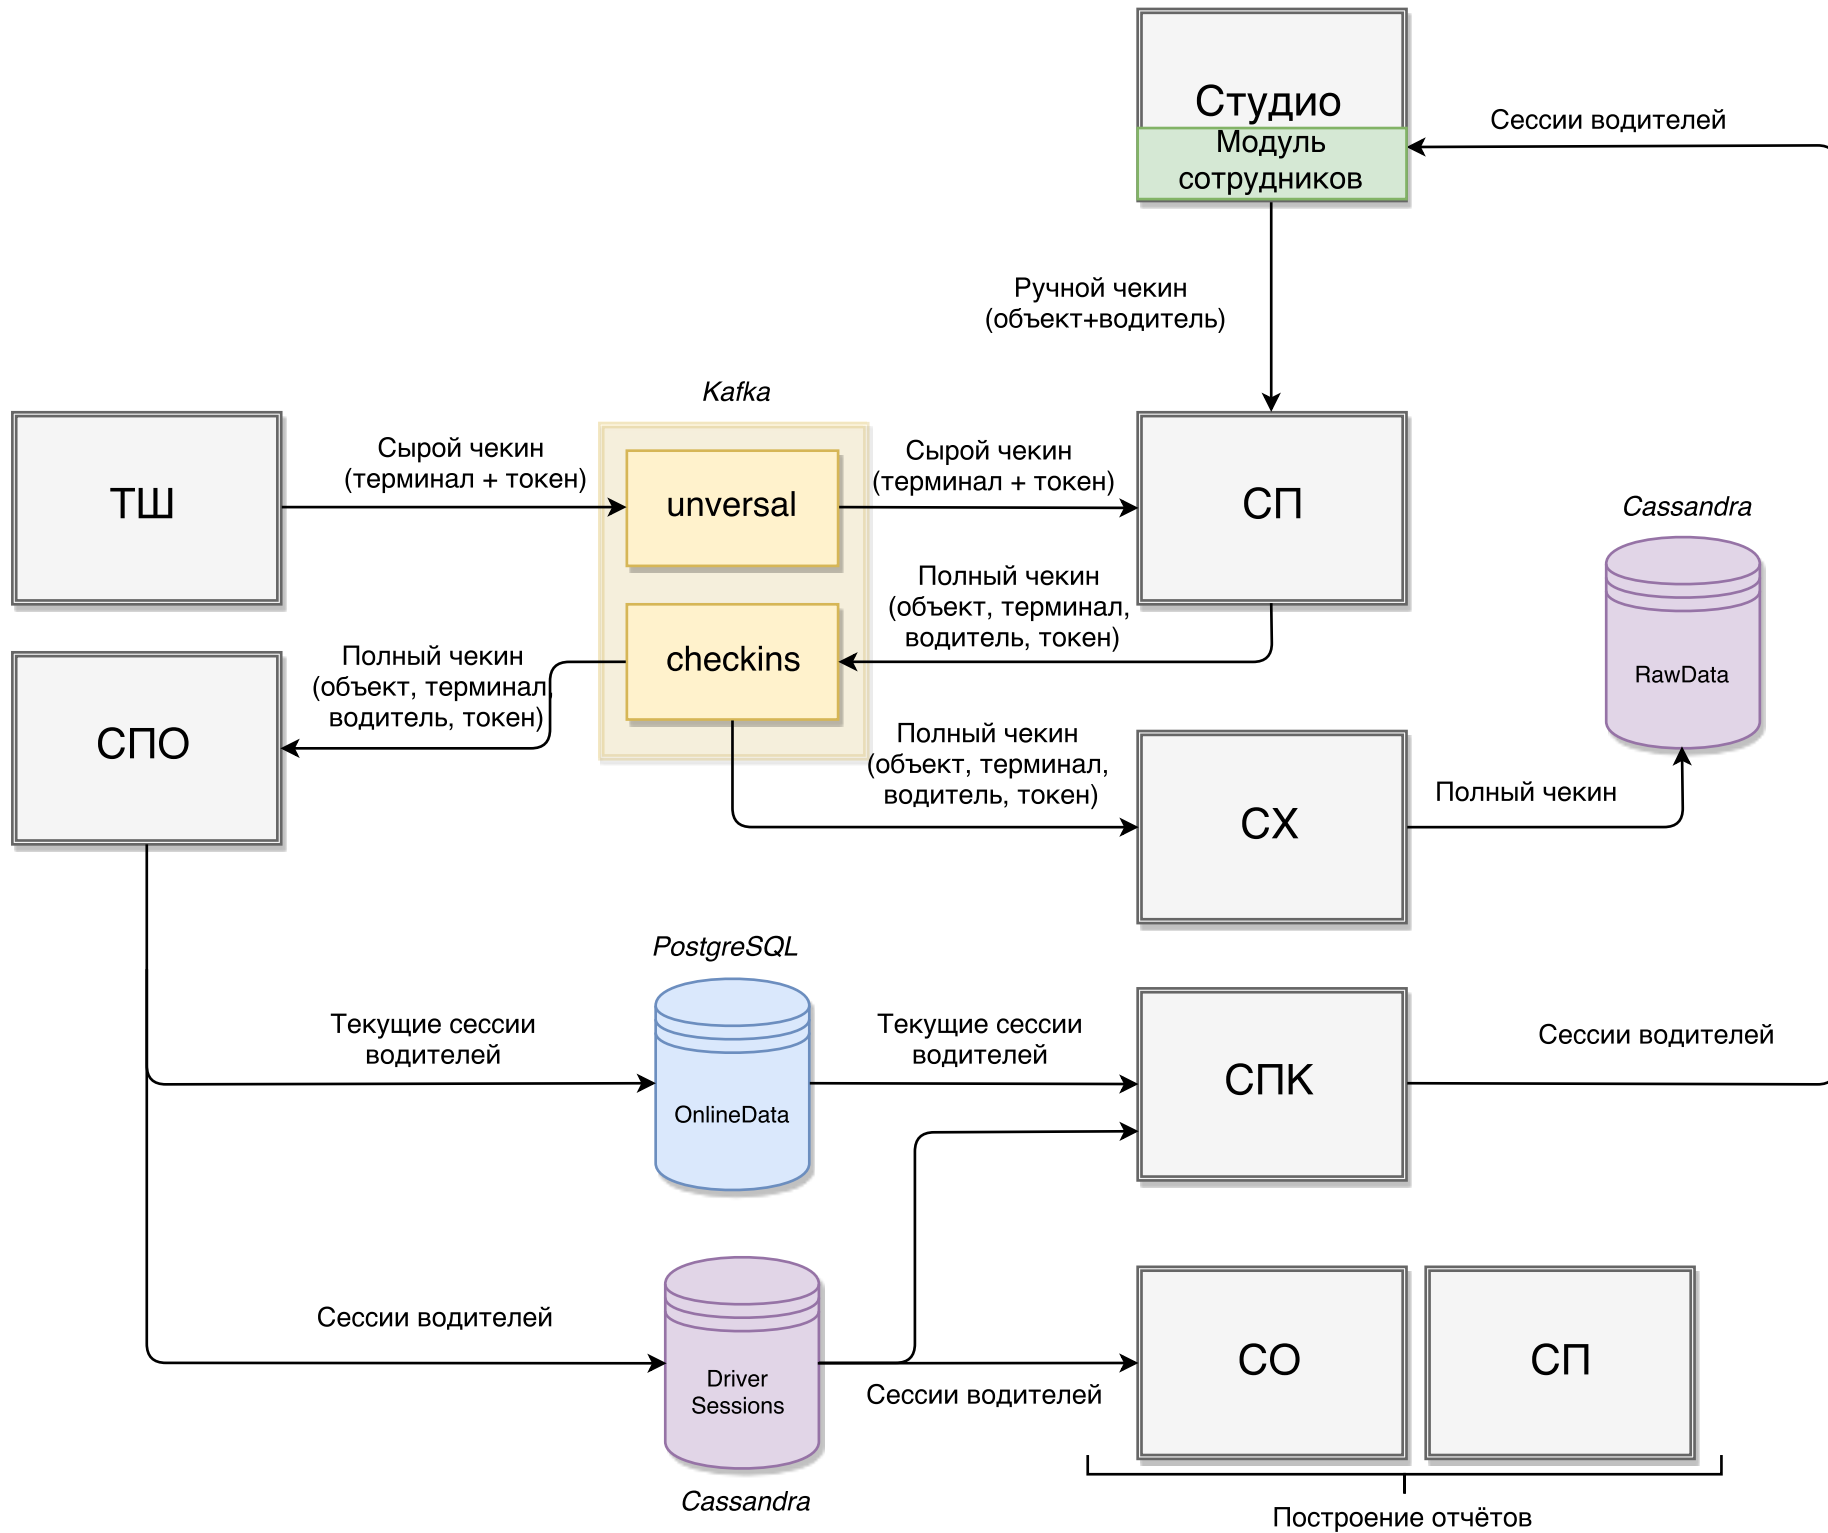 Студио
Модуль
сотрудников
Сессии водителей
Ручной чекин
(объект+водитель)
Kafka
ТШ
Сырой чекин
(терминал + токен)
unversal
Сырой чекин
(терминал + токен)
СП
Cassandra
RawData
Полный чекин
(объект, терминал,
водитель, токен)
checkins
Полный чекин
(объект, терминал,
водитель, токен)
СПО
Полный чекин
(объект, терминал,
водитель, токен)
СХ
Полный чекин
PostgreSQL
Текущие сессии
водителей
OnlineData
Текущие сессии
водителей
СПК
Сессии водителей
Сессии водителей
Driver
Sessions
Cassandra
Сессии водителей
СО
СП
Построение отчётов